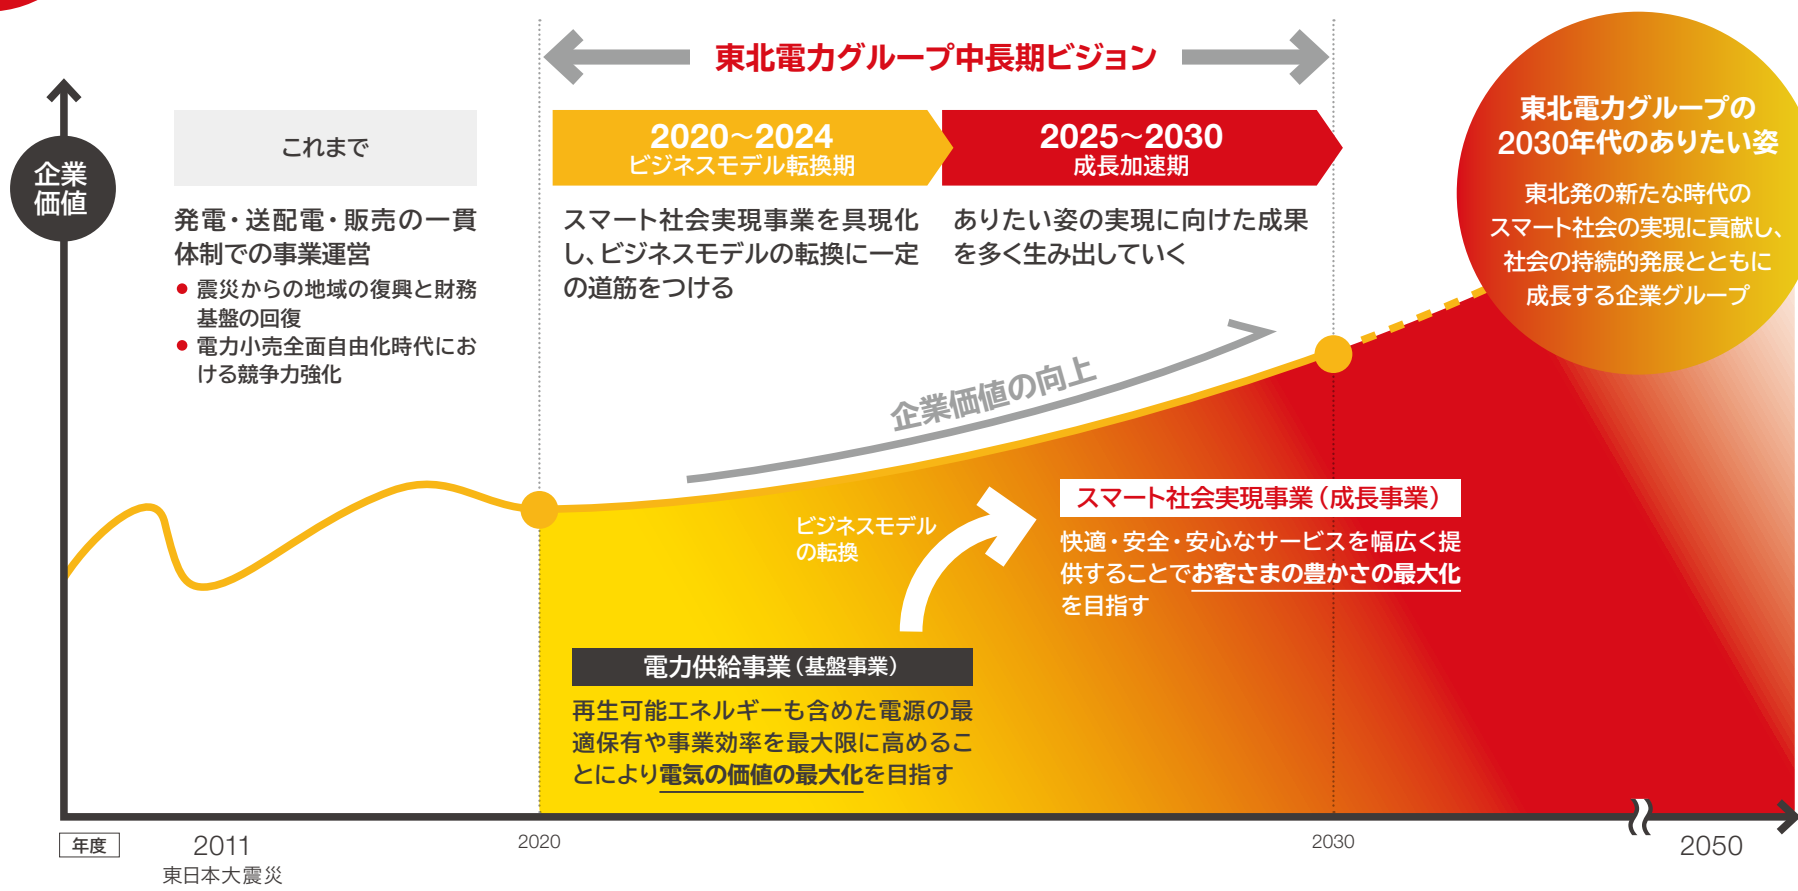 東北電力グループ中長期ビジョン
企業
価値
これまで
発電・送配電・販売の一貫
体制での事業運営
● 震災からの地域の復興と財務
基盤の回復
● 電力小売全面自由化時代にお
ける競争力強化
2020～2024
ビジネスモデル転換期
スマート社会実現事業を具現化
し、ビジネスモデルの転換に一定
の道筋をつける
2025～2030
成長加速期
ありたい姿の実現に向けた成果
を多く生み出していく
東北電力グループの
2030年代のありたい姿
東北発の新たな時代の
スマート社会の実現に貢献し、
社会の持続的発展とともに
成長する企業グループ
企業価値の向上
ビジネスモデル
の転換
スマート社会実現事業（成長事業）
快適・安全・安心なサービスを幅広く提
供することでお客さまの豊かさの最大化
を目指す
電力供給事業（基盤事業）
再生可能エネルギーも含めた電源の最
適保有や事業効率を最大限に高めるこ
とにより電気の価値の最大化を目指す
年度
2011
東日本大震災
2020
2030
2050